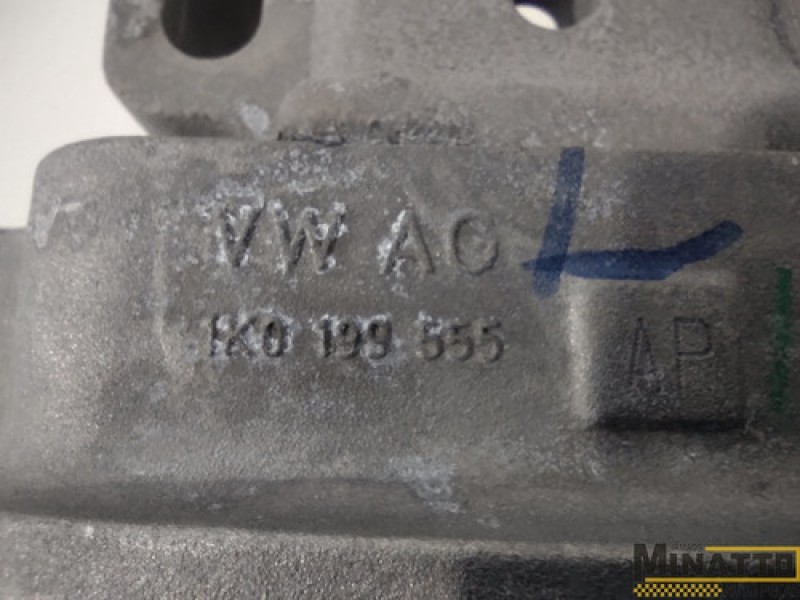 VW AG
1K0 199 555
AP
MINATTO